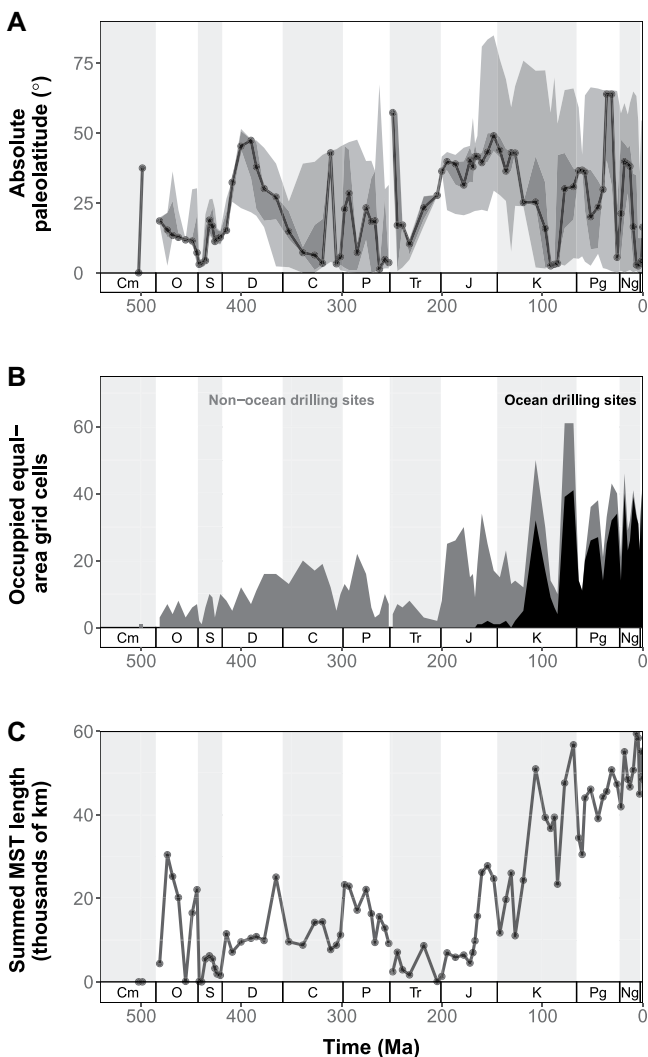 A
Absolute
paleolatitude (°)
75
50
25
0
Cm O S D C P Tr J K Pg Ng
500 400 300 200 100 0
B
Occuppied equal−
area grid cells
Non−ocean drilling sites
Ocean drilling sites
60
40
20
0
Cm O S D C P Tr J K Pg Ng
500 400 300 200 100 0
C
Summed MST length
(thousands of km)
60
40
20
0
Cm O S D C P Tr J K Pg Ng
500 400 300 200 100 0
Time (Ma)